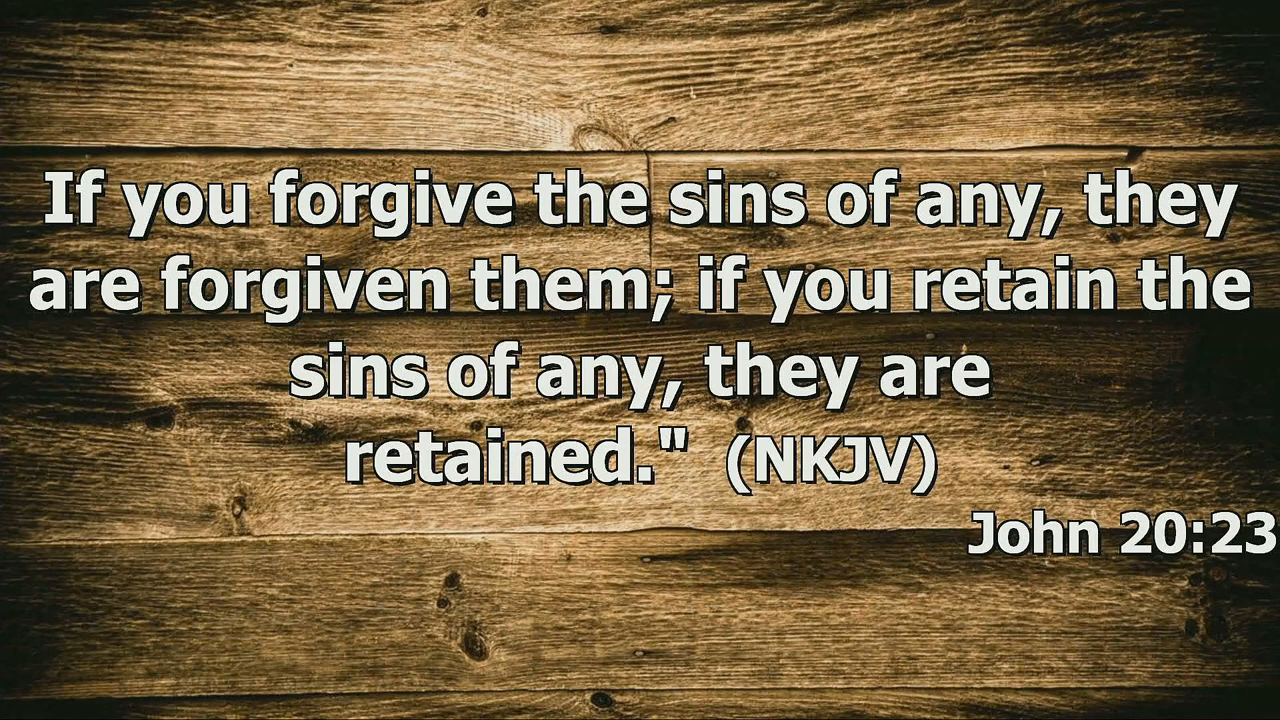 If you forgive the sins of any, they
are forgiven them; if you retain the
sins of any, they are
retained."  (NKJV)
John 20:23